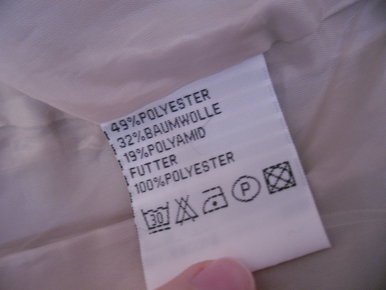 49%POLYESTER
32%BAUMWOLLE
19%POLYAMID
FUTTER
100%POLYESTER
30 P